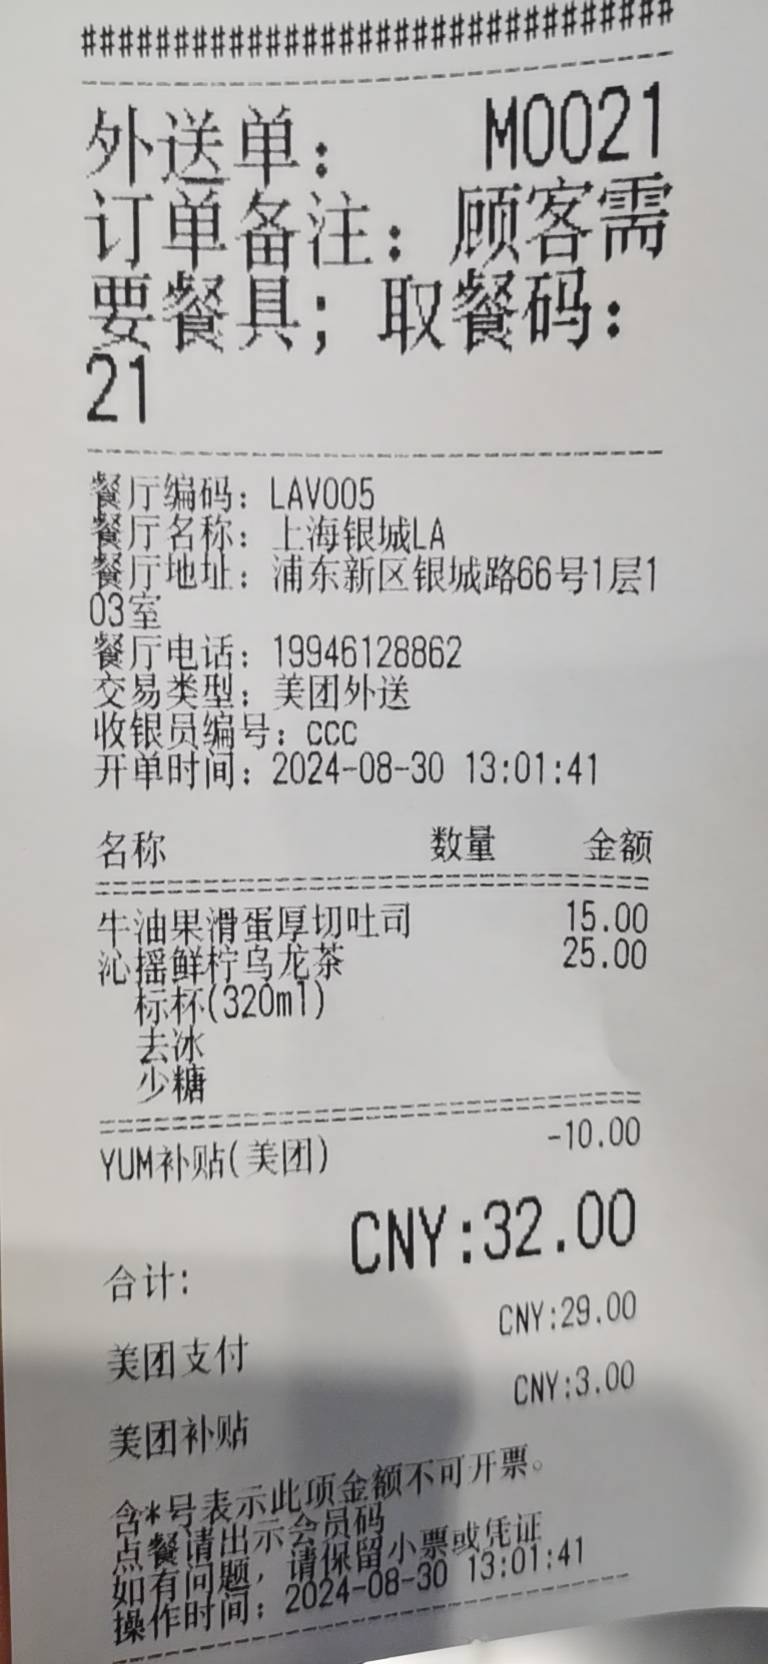 ################################
外送单： M0021
订单备注：顾客需
要餐具；取餐码：
21
餐厅编码：LAV005
餐厅名称：上海银城LA
餐厅地址：浦东新区银城路66号1层1
03室
餐厅电话：19946128862
交易类型：美团外送
收银员编号：ccc
开单时间：2024-08-30 13:01:41
名称 数量 金额
牛油果滑蛋厚切吐司 15.00
沁摇鲜柠乌龙茶 25.00
标杯(320ml)
去冰
少糖
YUM补贴(美团) -10.00
合计: CNY:32.00
美团支付 CNY:29.00
美团补贴 CNY:3.00
含*号表示此项金额不可开票。
点餐请出示会员码
如有问题，请保留小票或凭证
操作时间：2024-08-30 13:01:41